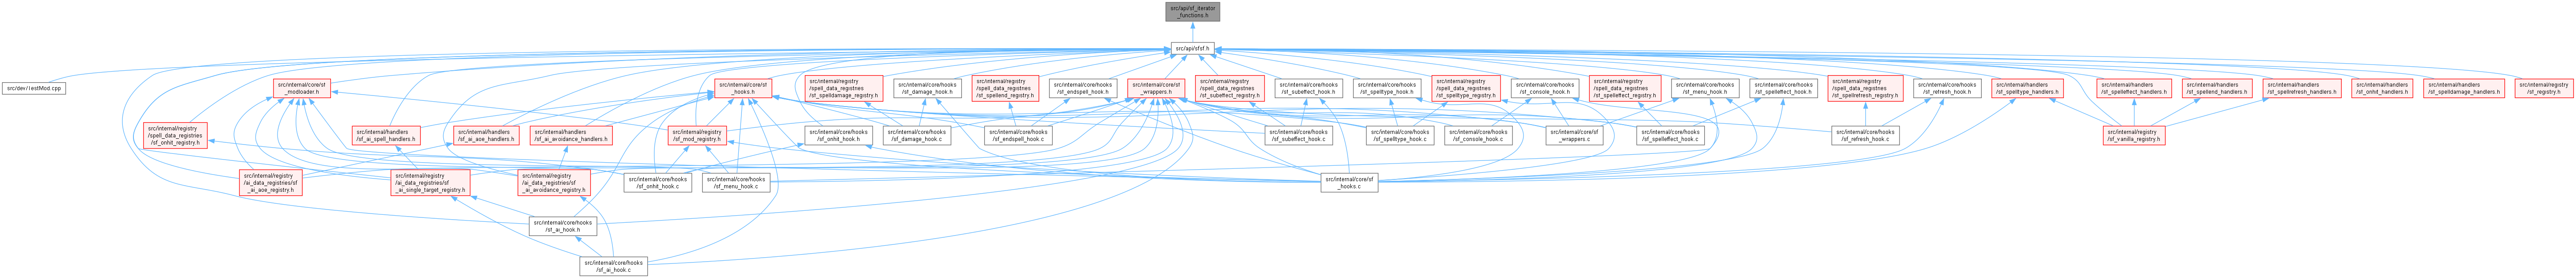 src/api/sf_iterator
_functions.h
src/api/sfsf.h
src/dev/TestMod.cpp
src/internal/core/sf
_modloader.h
src/internal/core/sf
_hooks.h
src/internal/registry
/spell_data_registries
/sf_spelldamage_registry.h
src/internal/core/hooks
/sf_damage_hook.h
src/internal/registry
/spell_data_registries
/sf_spellend_registry.h
src/internal/core/hooks
/sf_endspell_hook.h
src/internal/core/sf
_wrappers.h
src/internal/registry
/spell_data_registries
/sf_subeffect_registry.h
src/internal/core/hooks
/sf_subeffect_hook.h
src/internal/core/hooks
/sf_spelltype_hook.h
src/internal/registry
/spell_data_registries
/sf_spelltype_registry.h
src/internal/core/hooks
/sf_console_hook.h
src/internal/registry
/spell_data_registries
/sf_spelleffect_registry.h
src/internal/core/hooks
/sf_menu_hook.h
src/internal/core/hooks
/sf_spelleffect_hook.h
src/internal/registry
/spell_data_registries
/sf_spellrefresh_registry.h
src/internal/core/hooks
/sf_refresh_hook.h
src/internal/handlers
/sf_spelltype_handlers.h
src/internal/handlers
/sf_spelleffect_handlers.h
src/internal/handlers
/sf_spellend_handlers.h
src/internal/handlers
/sf_spellrefresh_handlers.h
src/internal/handlers
/sf_onhit_handlers.h
src/internal/handlers
/sf_spelldamage_handlers.h
src/internal/registry
/sf_registry.h
src/internal/registry
/spell_data_registries
/sf_onhit_registry.h
src/internal/handlers
/sf_ai_spell_handlers.h
src/internal/handlers
/sf_ai_aoe_handlers.h
src/internal/handlers
/sf_ai_avoidance_handlers.h
src/internal/registry
/sf_mod_registry.h
src/internal/core/hooks
/sf_onhit_hook.h
src/internal/core/hooks
/sf_damage_hook.c
src/internal/core/hooks
/sf_endspell_hook.c
src/internal/core/hooks
/sf_subeffect_hook.c
src/internal/core/hooks
/sf_spelltype_hook.c
src/internal/core/hooks
/sf_console_hook.c
src/internal/core/sf
_wrappers.c
src/internal/core/hooks
/sf_spelleffect_hook.c
src/internal/core/hooks
/sf_refresh_hook.c
src/internal/registry
/sf_vanilla_registry.h
src/internal/registry
/ai_data_registries/sf
_ai_aoe_registry.h
src/internal/registry
/ai_data_registries/sf
_ai_single_target_registry.h
src/internal/registry
/ai_data_registries/sf
_ai_avoidance_registry.h
src/internal/core/hooks
/sf_onhit_hook.c
src/internal/core/hooks
/sf_menu_hook.c
src/internal/core/sf
_hooks.c
src/internal/core/hooks
/sf_ai_hook.h
src/internal/core/hooks
/sf_ai_hook.c